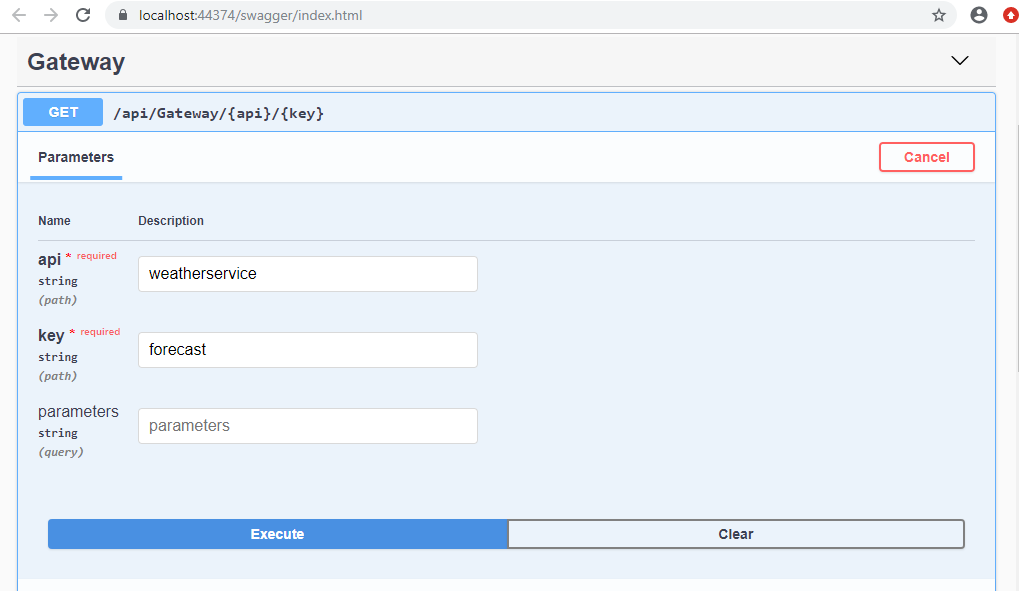 localhost:44374/swagger/index.html
Gateway
GET /api/Gateway/{api}/{key}
Parameters Cancel
Name Description
api * required weatherservice
string
(path)
key * required forecast
string
(path)
parameters parameters
string
(query)
Execute Clear